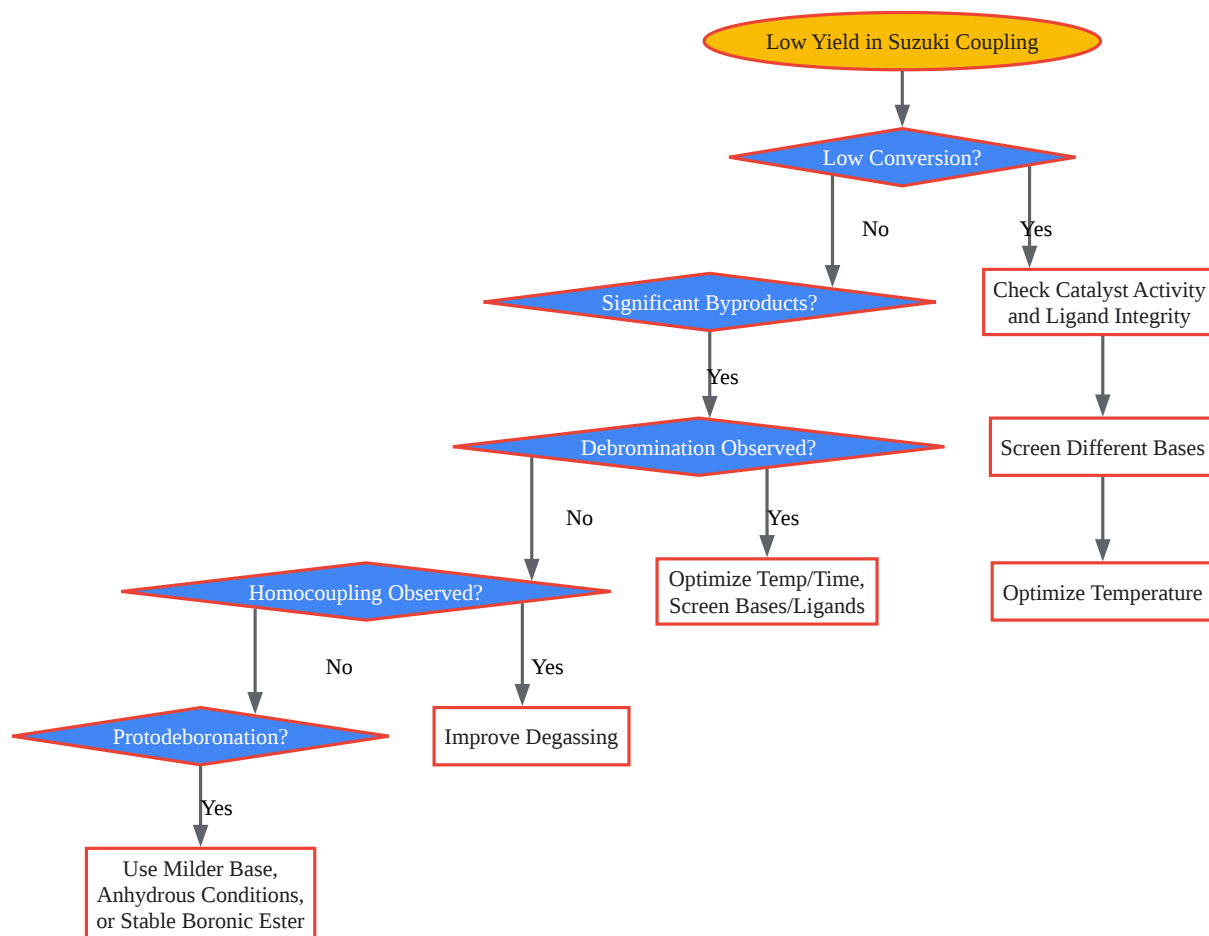 Low Yield in Suzuki Coupling
Low Conversion?
No
Yes
Significant Byproducts?
Check Catalyst Activity
and Ligand Integrity
Yes
Debromination Observed?
Screen Different Bases
No
Yes
Homocoupling Observed?
Optimize Temp/Time,
Screen Bases/Ligands
Optimize Temperature
No
Yes
Protodeboronation?
Improve Degassing
Yes
Use Milder Base,
Anhydrous Conditions,
or Stable Boronic Ester